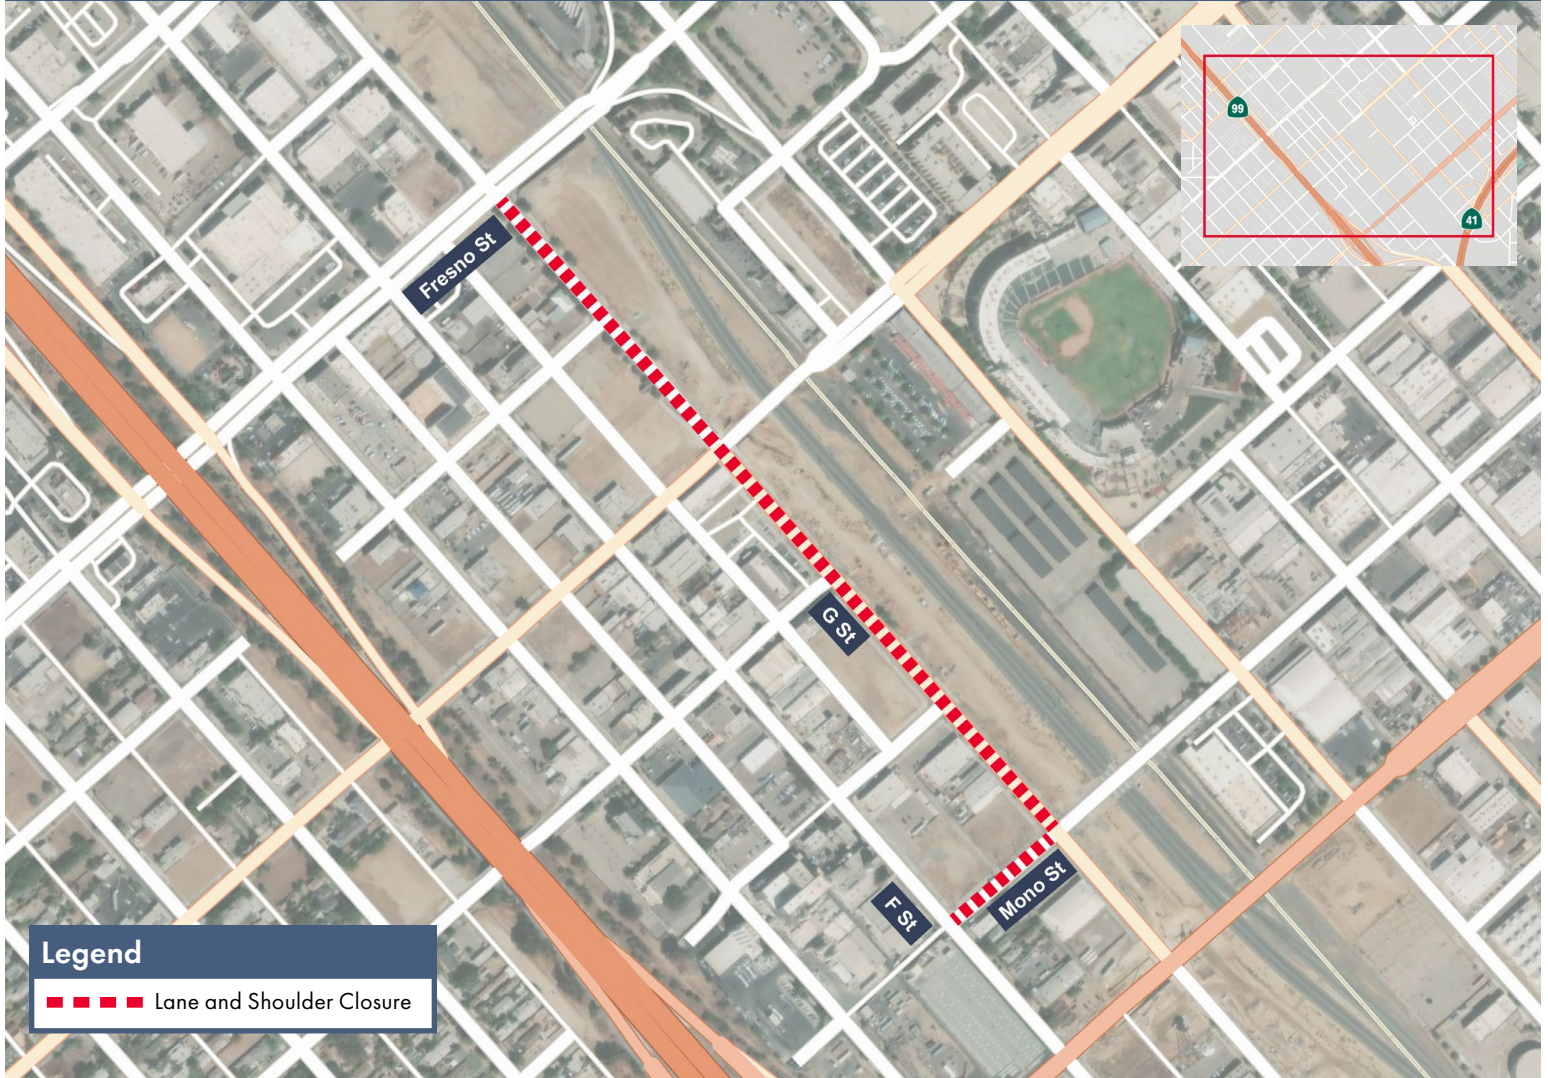 99
41
Fresno St
G St
Mono St
F St
Legend
Lane and Shoulder Closure